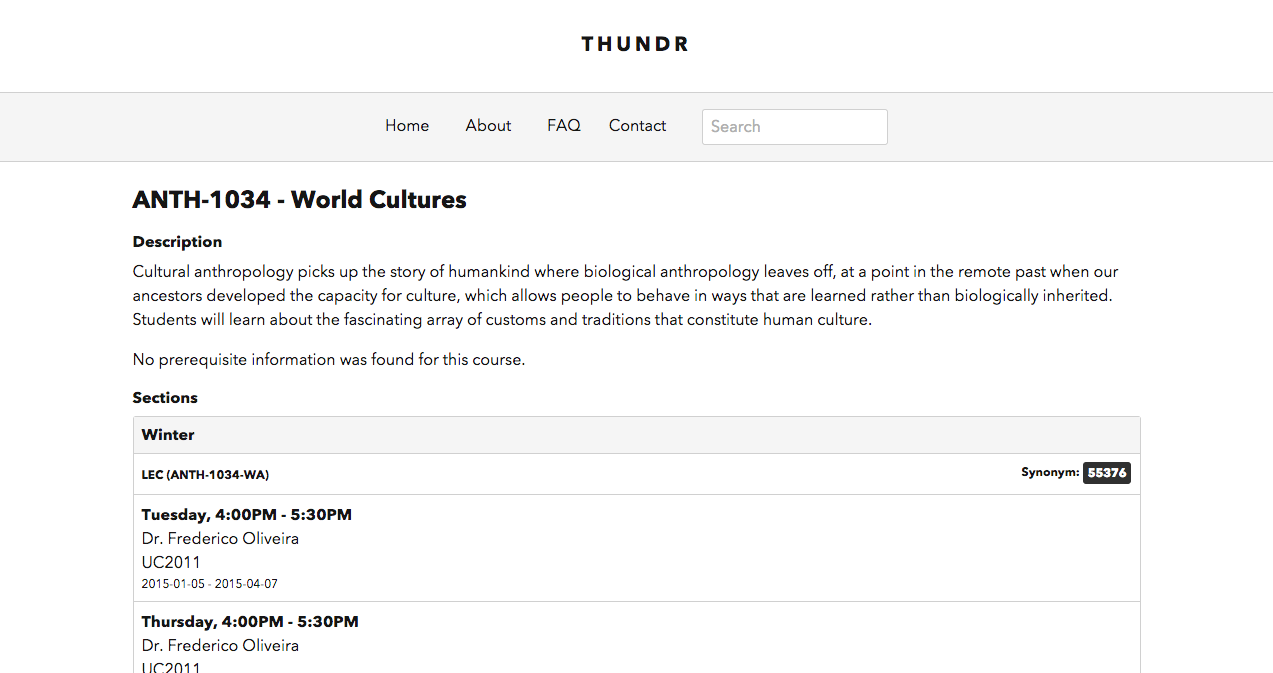 THUNDR
Home About FAQ Contact Search
ANTH-1034 - World Cultures
Description
Cultural anthropology picks up the story of humankind where biological anthropology leaves off, at a point in the remote past when our
ancestors developed the capacity for culture, which allows people to behave in ways that are learned rather than biologically inherited.
Students will learn about the fascinating array of customs and traditions that constitute human culture.
No prerequisite information was found for this course.
Sections
Winter
LEC (ANTH-1034-WA) Synonym: 55376
Tuesday, 4:00PM - 5:30PM
Dr. Frederico Oliveira
UC2011
2015-01-05 - 2015-04-07
Thursday, 4:00PM - 5:30PM
Dr. Frederico Oliveira
UC2011